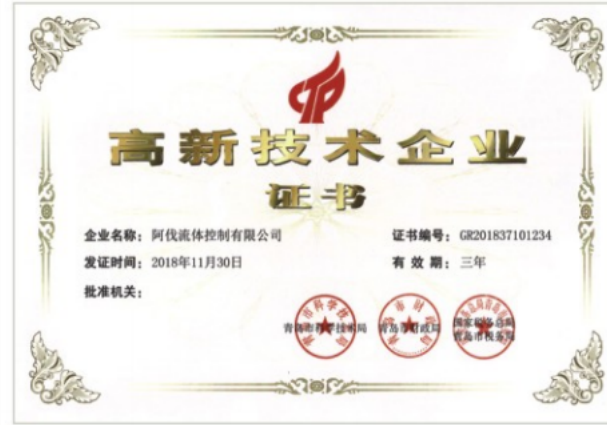 高新技术企业
证书
企业名称：阿伐流体控制有限公司
证书编号：GR201837101234
发证时间：2018年11月30日
有效期：三年
批准机关：
青岛市科学技术局
青岛市财政局
国家税务总局
青岛市税务局